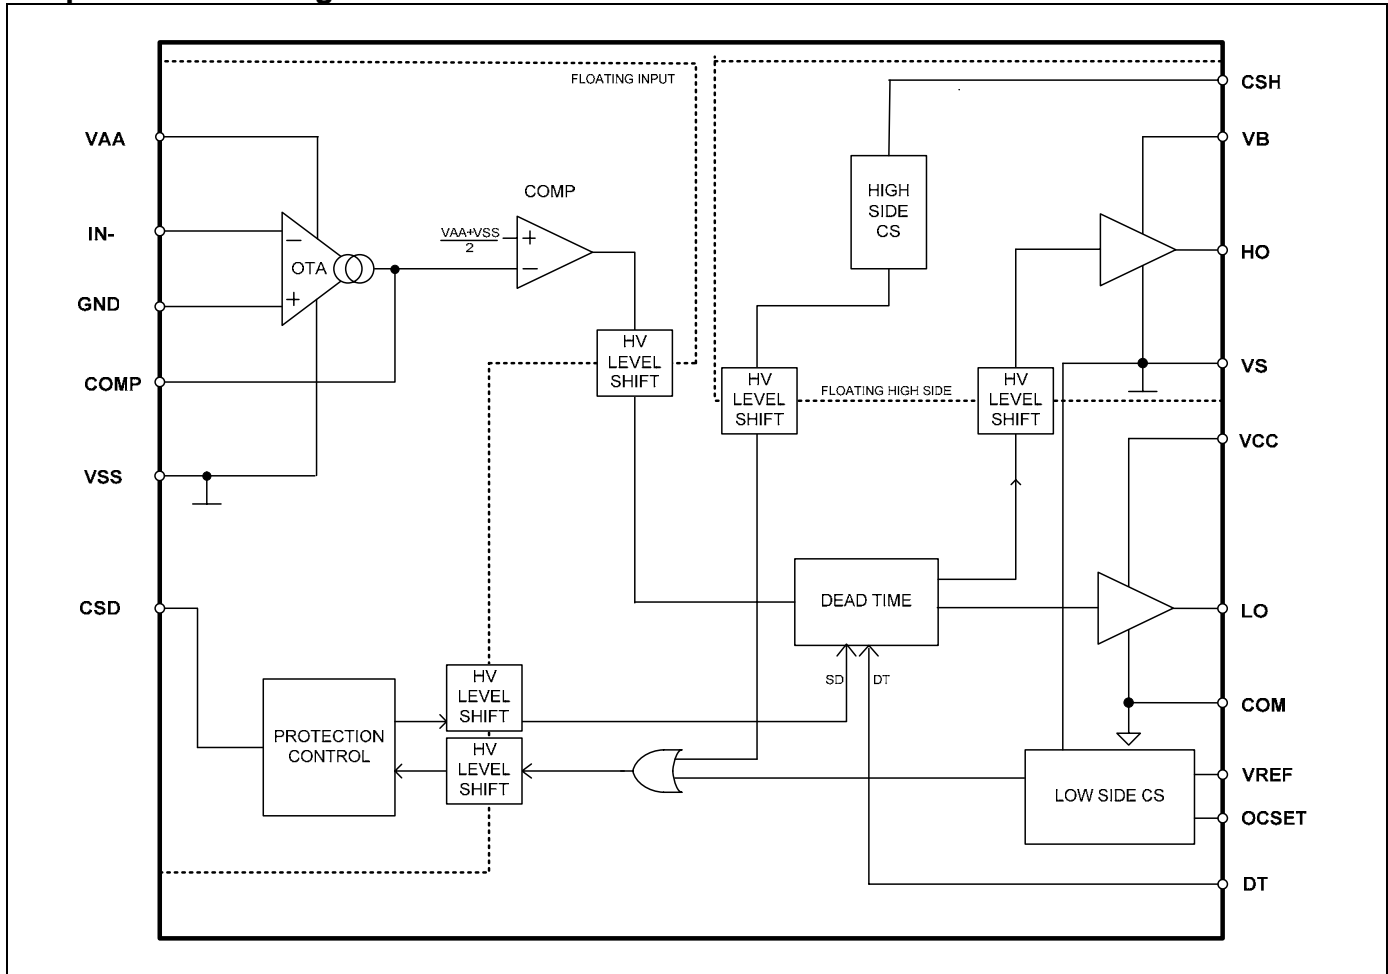 FLOATING INPUT
CSH
VAA
VB
HIGH
SIDE
CS
COMP
IN-
VAA+VSS
2
+
−
−
OTA
+
HO
GND
HV
LEVEL
SHIFT
VS
COMP
HV
LEVEL
SHIFT
FLOATING HIGH SIDE
HV
LEVEL
SHIFT
VCC
VSS
CSD
DEAD TIME
LO
SD
DT
HV
LEVEL
SHIFT
COM
PROTECTION
CONTROL
HV
LEVEL
SHIFT
VREF
LOW SIDE CS
OCSET
DT